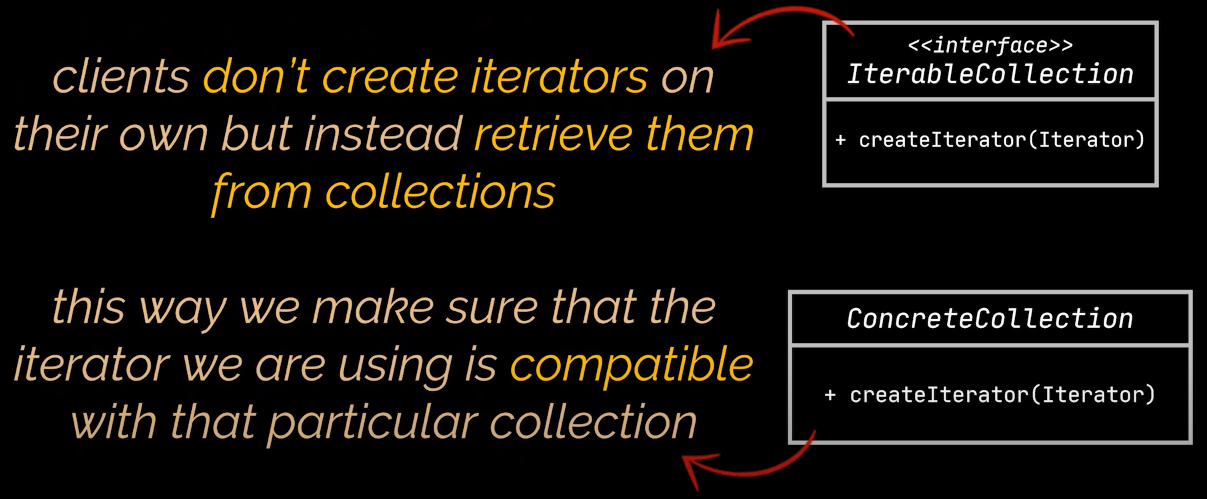 clients don't create iterators on
their own but instead retrieve them
from collections
<<interface>>
IterableCollection
+ createIterator(Iterator)
this way we make sure that the
iterator we are using is compatible
with that particular collection
ConcreteCollection
+ createIterator(Iterator)